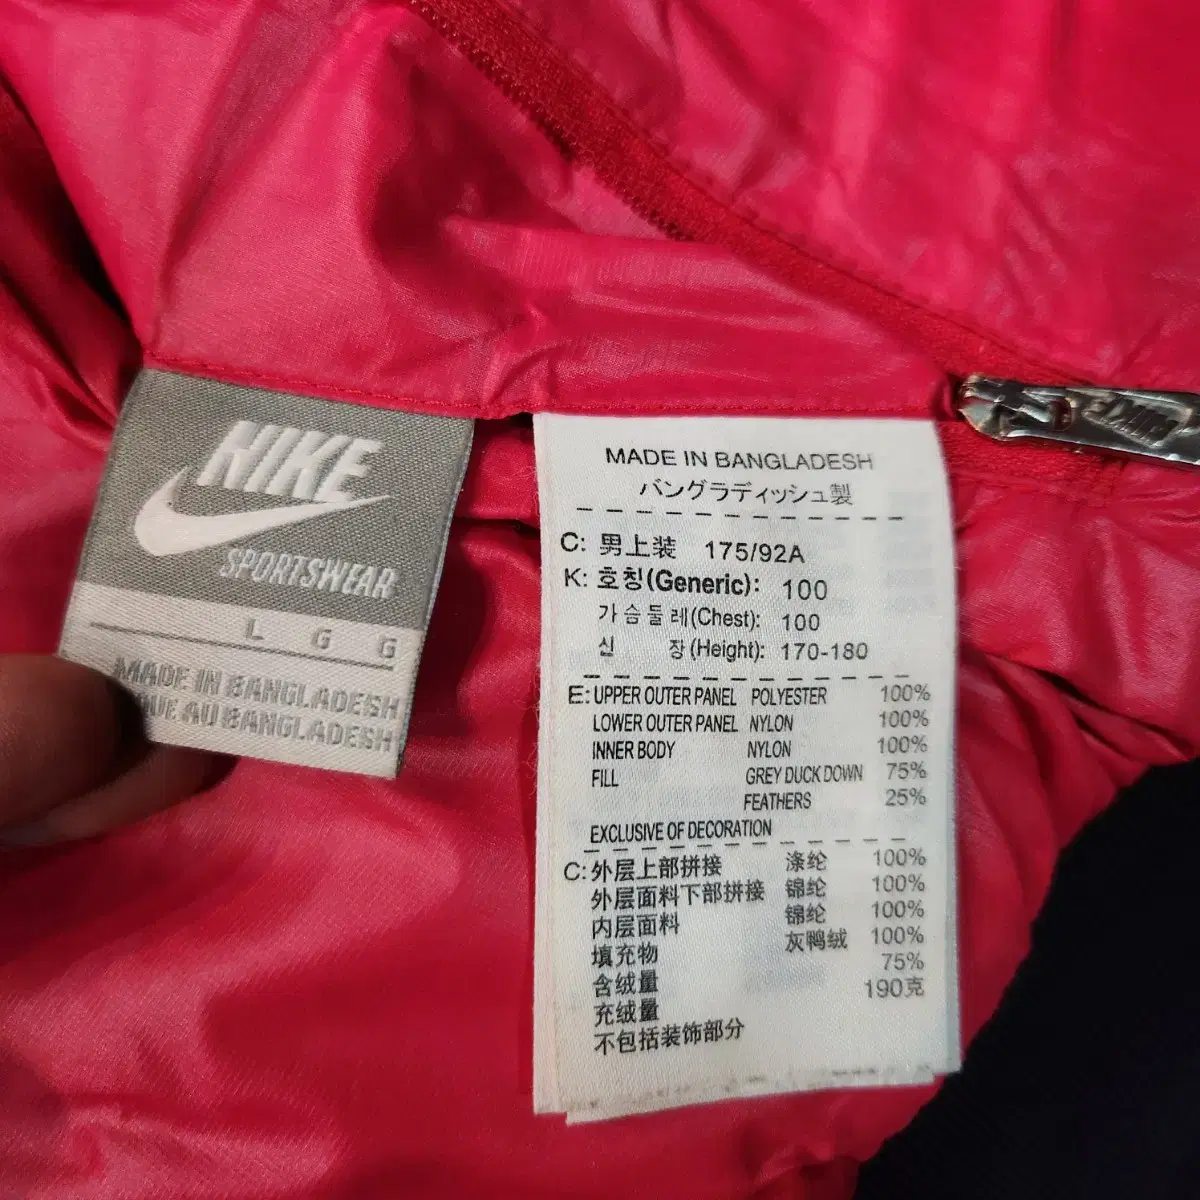 NIKE
SPORTSWEAR
L G G
MADE IN BANGLADESH
AU BANGLADESH
MADE IN BANGLADESH
バングラディッシュ製
C: 男上装 175/92A
K: 호칭(Generic): 100
가슴둘레(Chest): 100
신 장(Height): 170-180
E: UPPER OUTER PANEL POLYESTER 100%
LOWER OUTER PANEL NYLON 100%
INNER BODY NYLON 100%
FILL GREY DUCK DOWN 75%
FEATHERS 25%
EXCLUSIVE OF DECORATION
C: 外层上部拼接 涤纶 100%
外层面料下部拼接 锦纶 100%
内层面料 锦纶 100%
填充物 灰鸭绒 100%
含绒量 75%
充绒量 190克
不包括装饰部分
NIKE